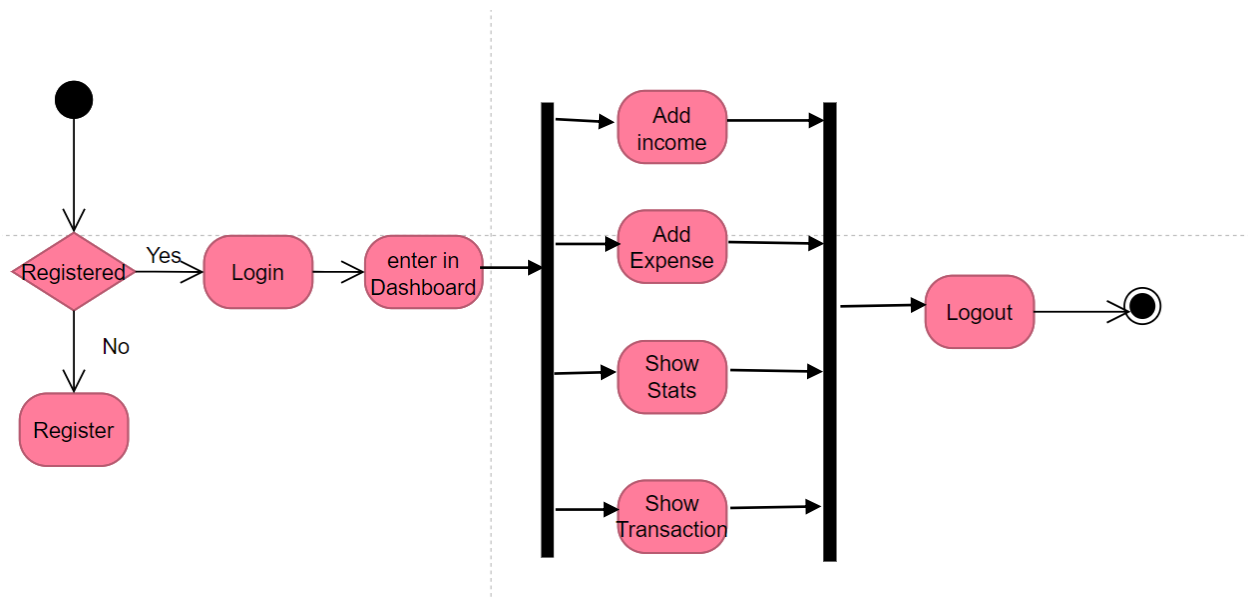 Registered
Yes
No
Register
Login
enter in
Dashboard
Add
income
Add
Expense
Show
Stats
Show
Transaction
Logout